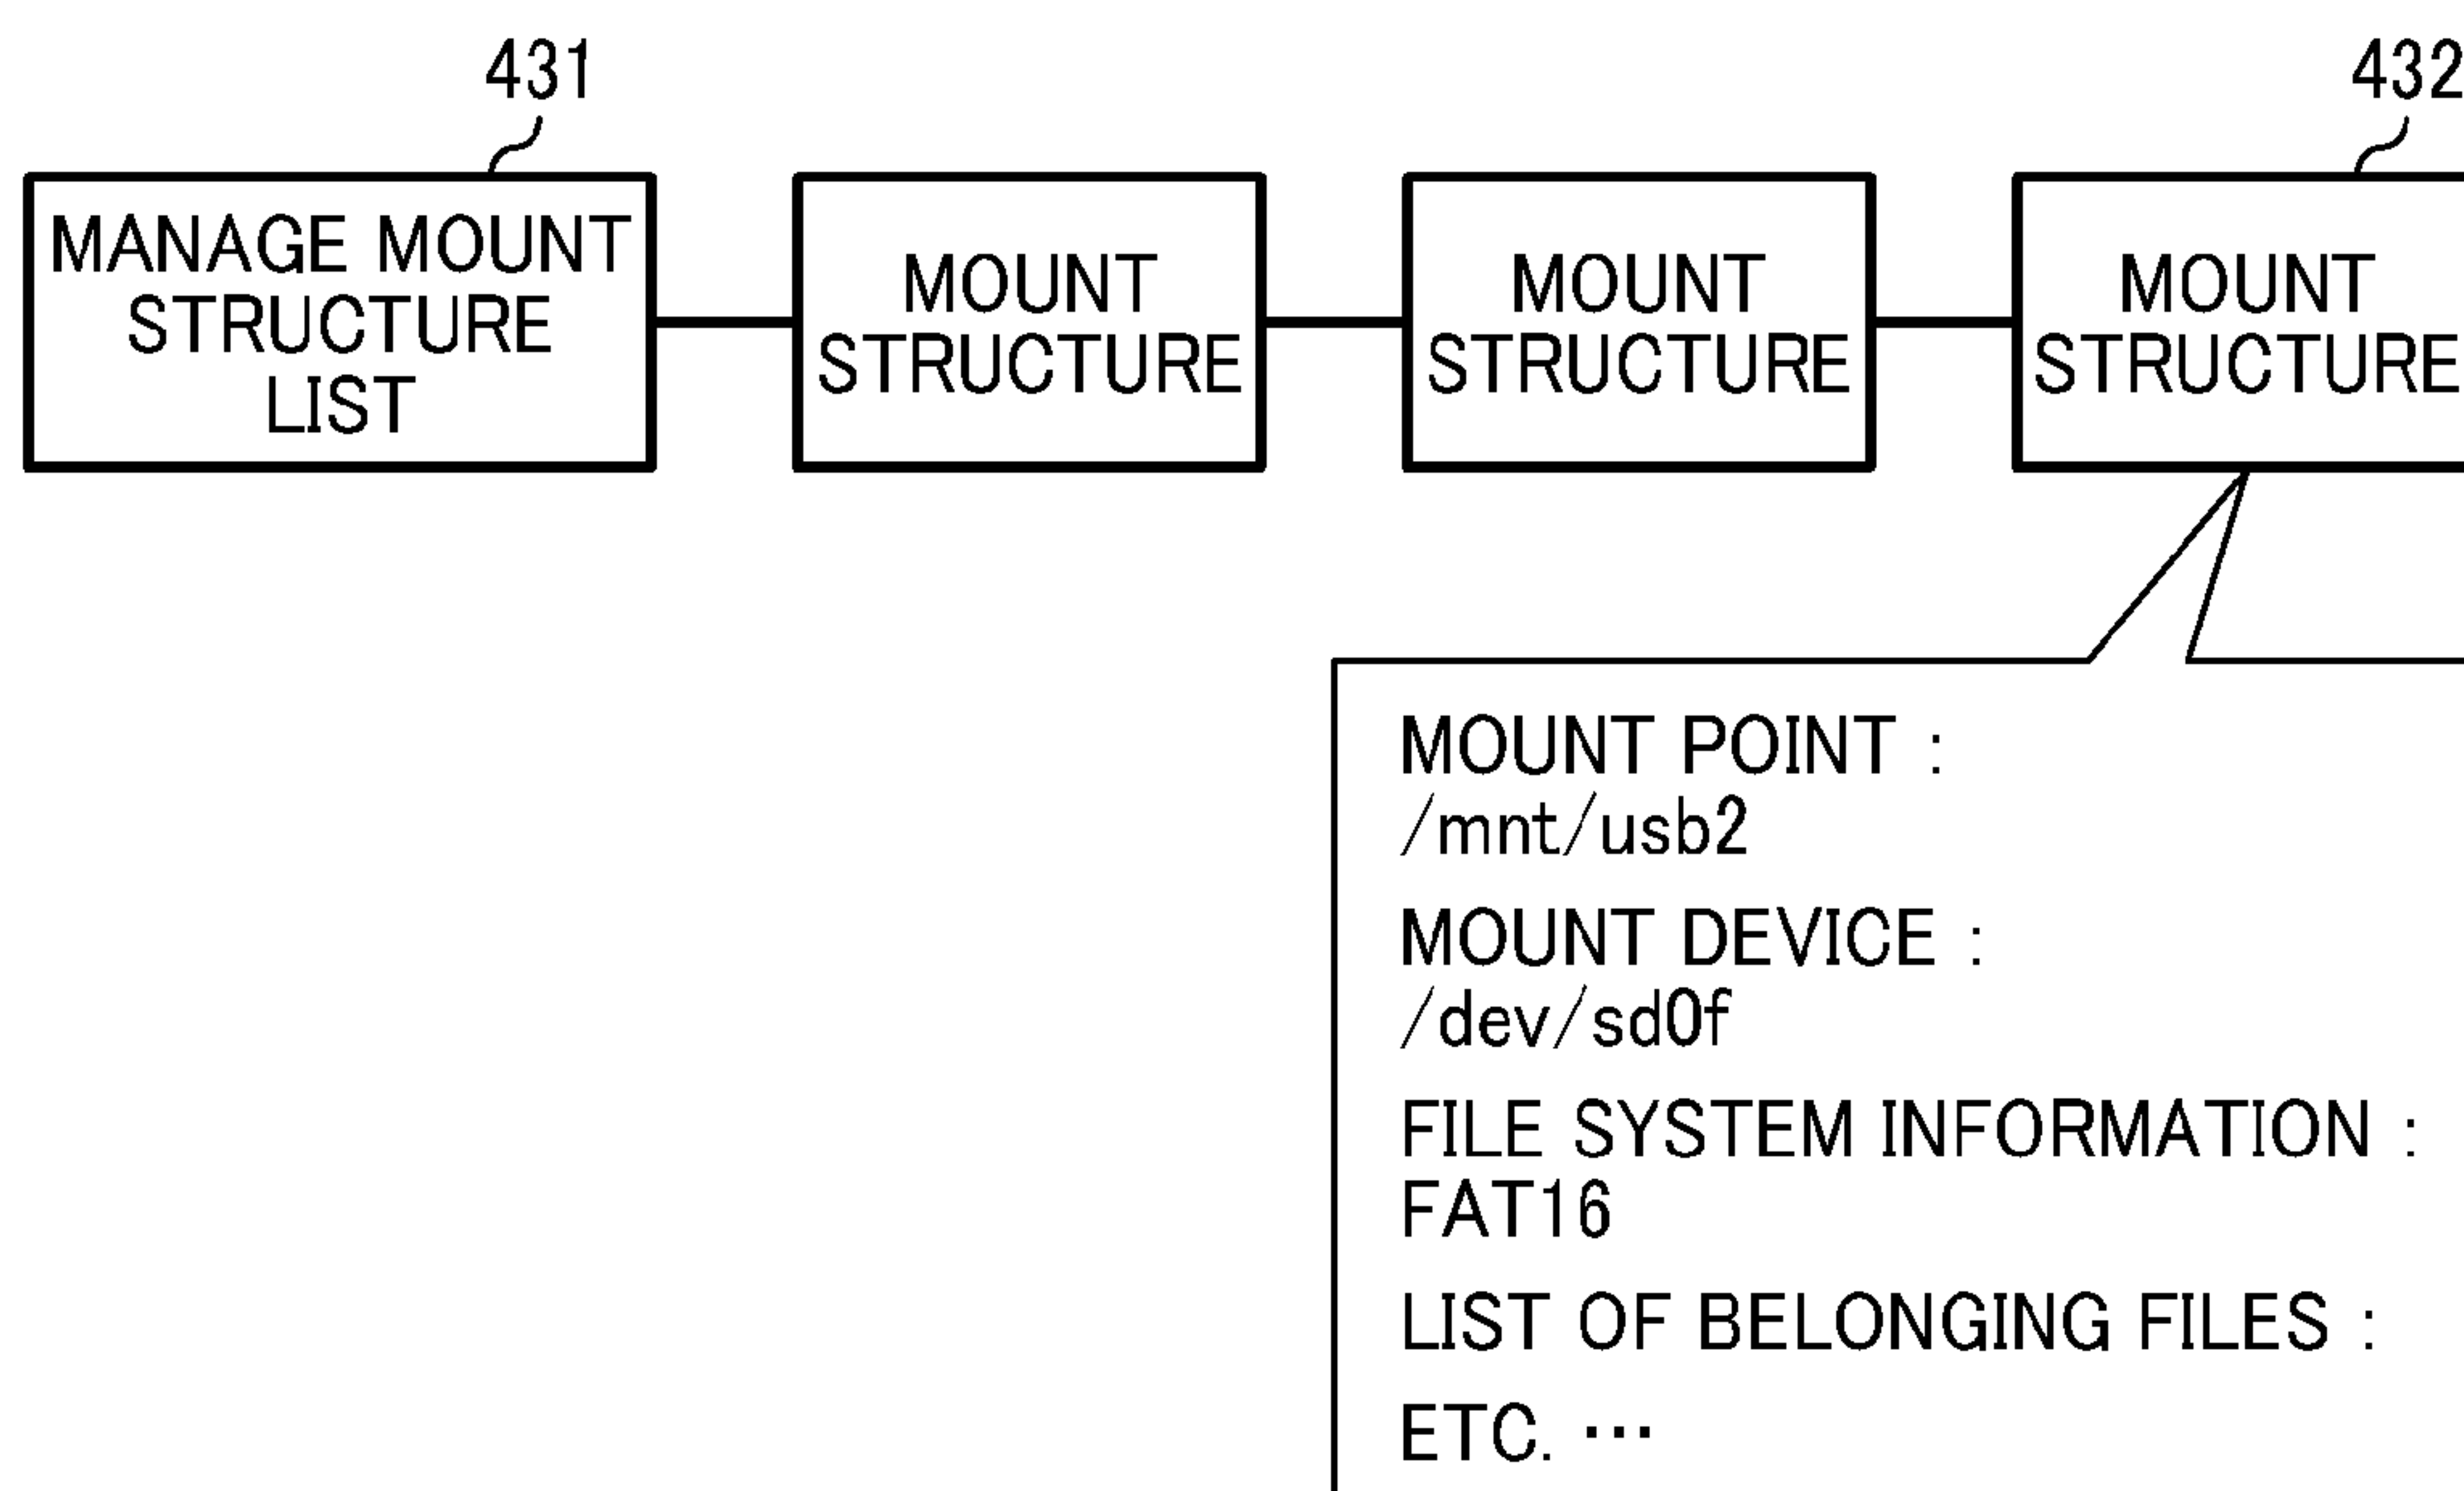 431
432
MANAGE MOUNT
STRUCTURE
LIST
MOUNT
STRUCTURE
MOUNT
STRUCTURE
MOUNT
STRUCTURE
MOUNT POINT :
/mnt/usb2
MOUNT DEVICE :
/dev/sd0f
FILE SYSTEM INFORMATION :
FAT16
LIST OF BELONGING FILES :
ETC. ···